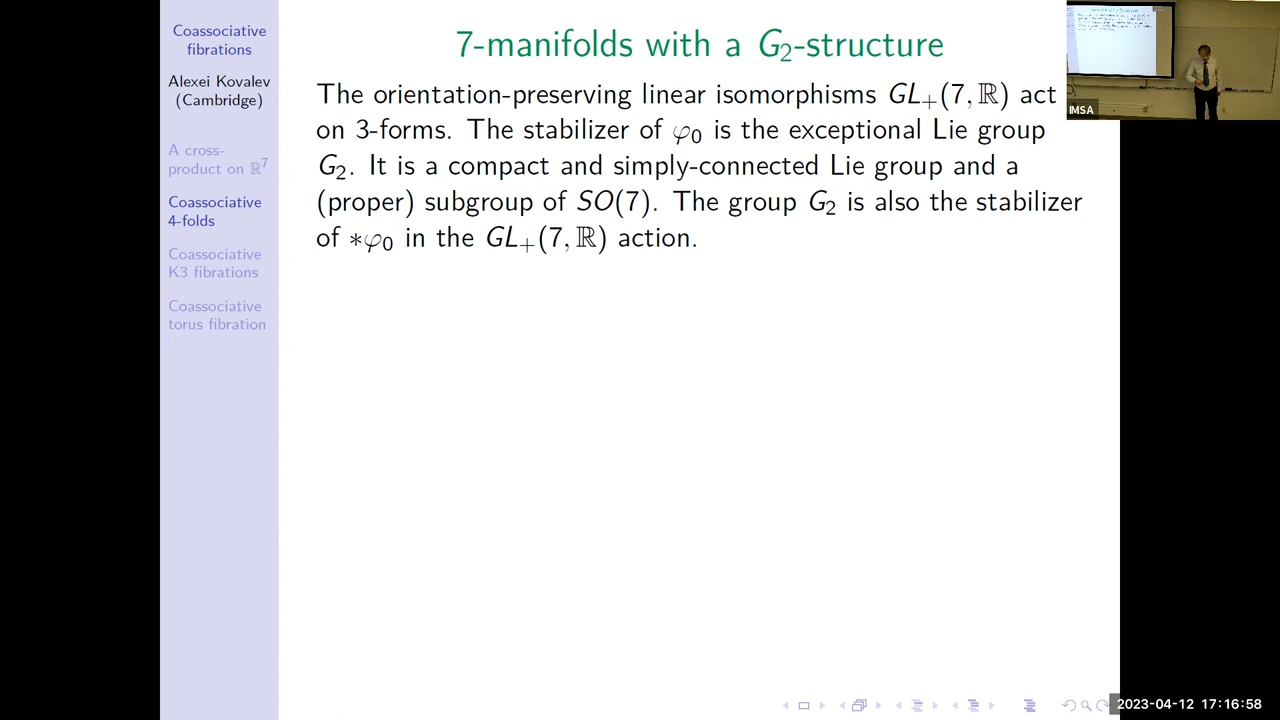 Coassociative
fibrations
Alexei Kovalev
(Cambridge)
A cross-
product on ℝ⁷
Coassociative
4-folds
Coassociative
K3 fibrations
Coassociative
torus fibration
7-manifolds with a G₂-structure
The orientation-preserving linear isomorphisms GL₊(7, ℝ) act
on 3-forms. The stabilizer of φ₀ is the exceptional Lie group
G₂. It is a compact and simply-connected Lie group and a
(proper) subgroup of SO(7). The group G₂ is also the stabilizer
of ∗φ₀ in the GL₊(7, ℝ) action.
IMSA
2023-04-12 17:16:58